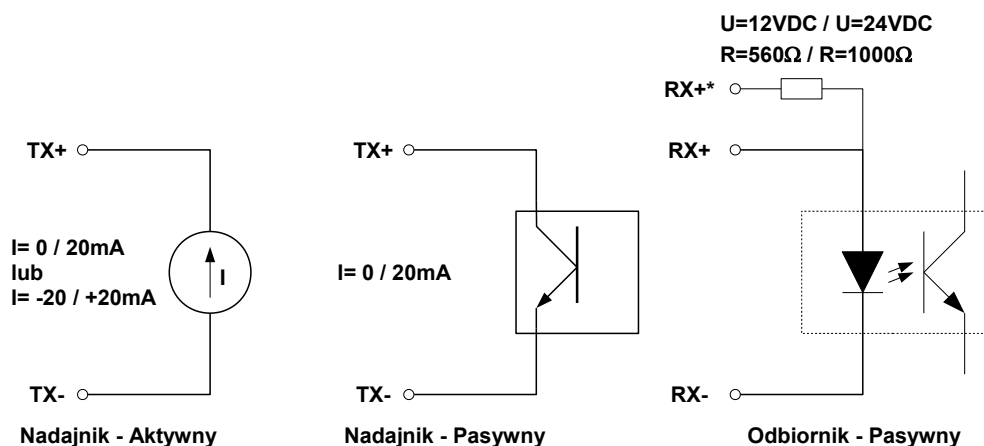 U=12VDC / U=24VDC
R=560Ω / R=1000Ω
RX+*
TX+
TX+
RX+
I= 0 / 20mA
lub
I= -20 / +20mA
I
I= 0 / 20mA
TX-
TX-
RX-
Nadajnik - Aktywny
Nadajnik - Pasywny
Odbiornik - Pasywny